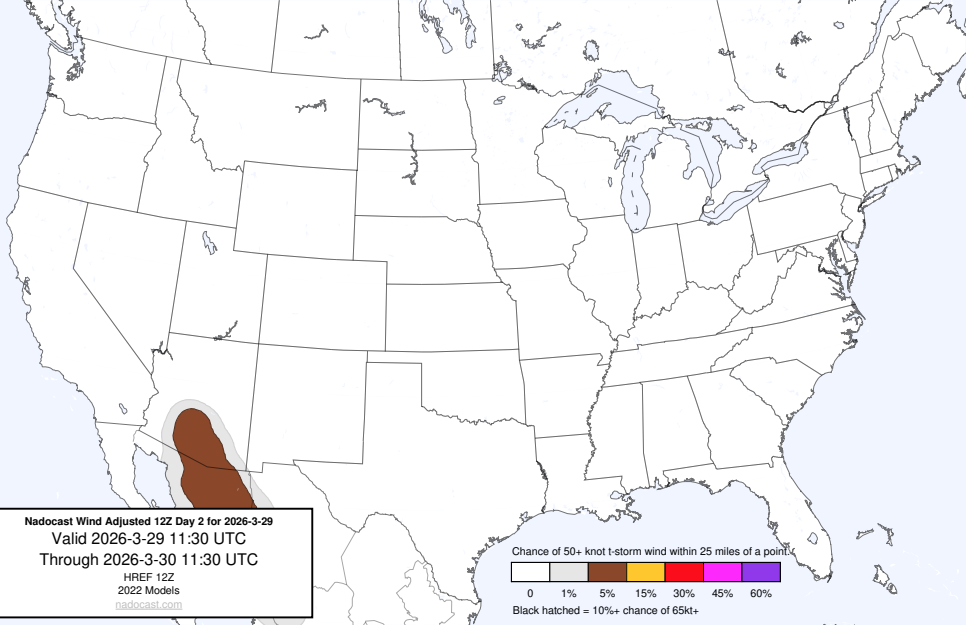 Nadocast Wind Adjusted 12Z Day 2 for 2026-3-29
Valid 2026-3-29 11:30 UTC
Through 2026-3-30 11:30 UTC
HREF 12Z
2022 Models
nadocast.com
Chance of 50+ knot t-storm wind within 25 miles of a point.
0 1% 5% 15% 30% 45% 60%
Black hatched = 10%+ chance of 65kt+